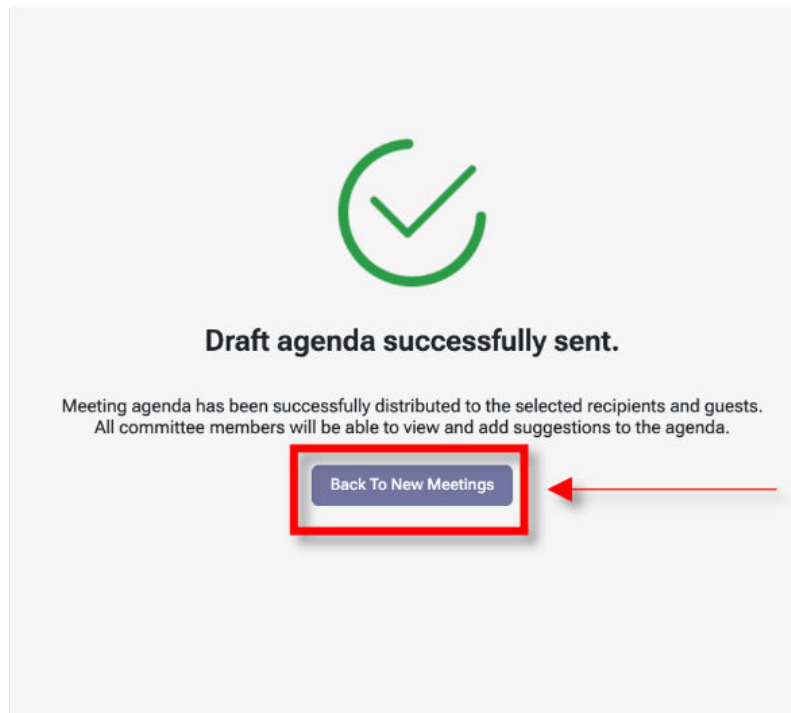 Draft agenda successfully sent.
Meeting agenda has been successfully distributed to the selected recipients and guests.
All committee members will be able to view and add suggestions to the agenda.
Back To New Meetings